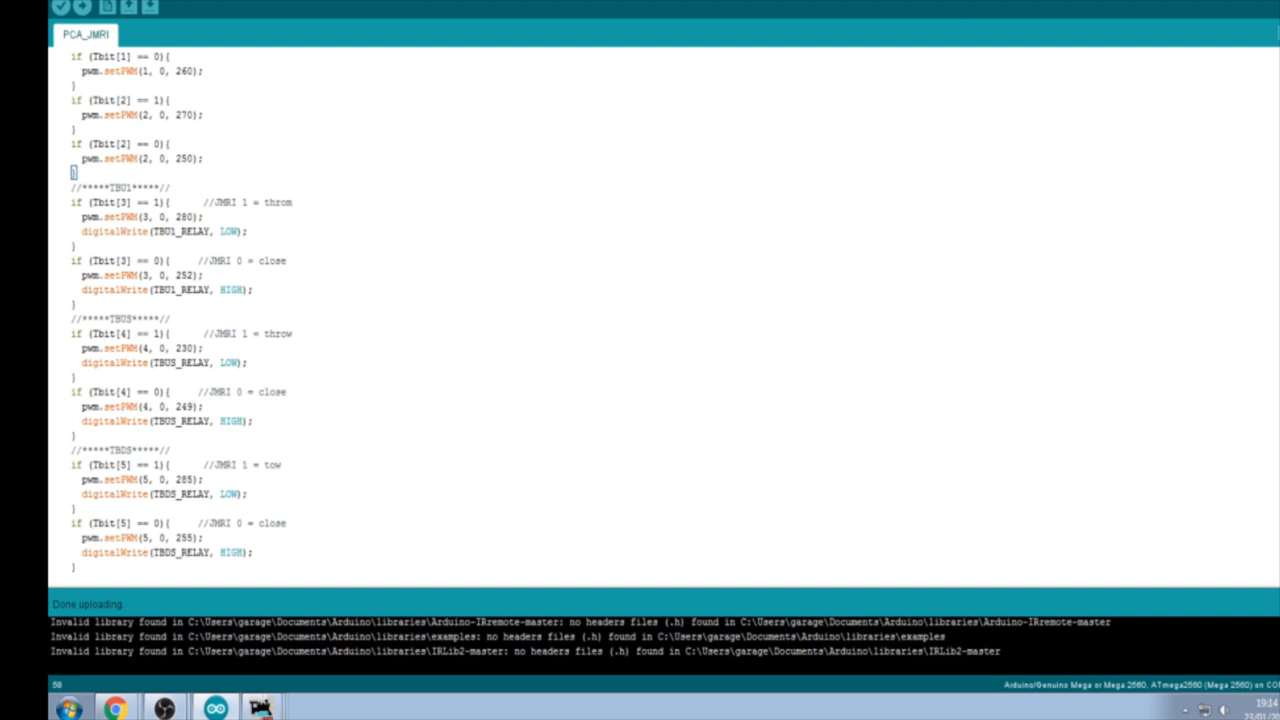 PCA_JMRI
if (Tbit[1] == 0){
pwm.setPWM(1, 0, 260);
}
if (Tbit[2] == 1){
pwm.setPWM(2, 0, 270);
}
if (Tbit[2] == 0){
pwm.setPWM(2, 0, 250);
}
//*****TBU1*****//
if (Tbit[3] == 1){ //JMRI 1 = throm
pwm.setPWM(3, 0, 280);
digitalWrite(TBU1_RELAY, LOW);
}
if (Tbit[3] == 0){ //JMRI 0 = close
pwm.setPWM(3, 0, 252);
digitalWrite(TBU1_RELAY, HIGH);
}
//*****TBUS*****//
if (Tbit[4] == 1){ //JMRI 1 = throw
pwm.setPWM(4, 0, 230);
digitalWrite(TBUS_RELAY, LOW);
}
if (Tbit[4] == 0){ //JMRI 0 = close
pwm.setPWM(4, 0, 249);
digitalWrite(TBUS_RELAY, HIGH);
}
//*****TBDS*****//
if (Tbit[5] == 1){ //JMRI 1 = tow
pwm.setPWM(5, 0, 285);
digitalWrite(TBDS_RELAY, LOW);
}
if (Tbit[5] == 0){ //JMRI 0 = close
pwm.setPWM(5, 0, 255);
digitalWrite(TBDS_RELAY, HIGH);
}
Done uploading.
Invalid library found in C:\Users\garage\Documents\Arduino\libraries\Arduino-IRremote-master: no headers files (.h) found in C:\Users\garage\Documents\Arduino\libraries\Arduino-IRremote-master
Invalid library found in C:\Users\garage\Documents\Arduino\libraries\examples: no headers files (.h) found in C:\Users\garage\Documents\Arduino\libraries\examples
Invalid library found in C:\Users\garage\Documents\Arduino\libraries\IRLib2-master: no headers files (.h) found in C:\Users\garage\Documents\Arduino\libraries\IRLib2-master
58 Arduino/Genuino Mega or Mega 2560, ATmega2560 (Mega 2560) on CO
19:14
23/01/20